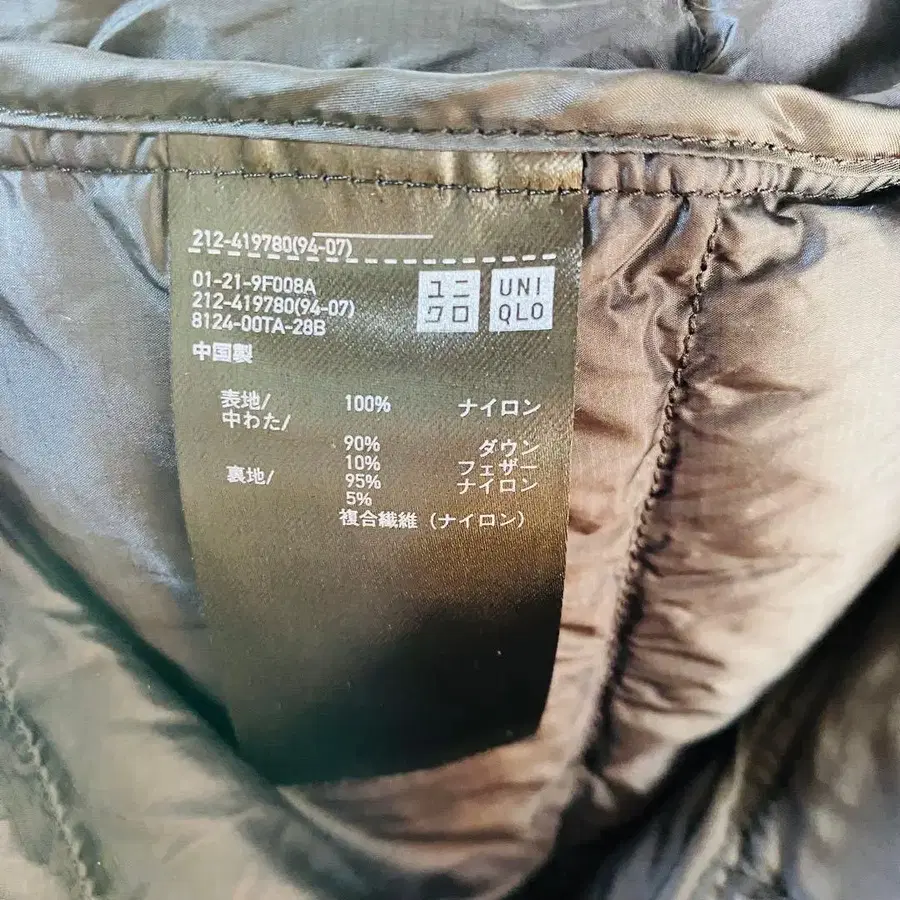 212-419780(94-07)
01-21-9F008A
212-419780(94-07)
8124-00TA-28B
ユニ
クロ
UNI
QLO
中国製
表地/ 100% ナイロン
中わた/
90% ダウン
10% フェザー
裏地/ 95% ナイロン
5%
複合繊維(ナイロン)